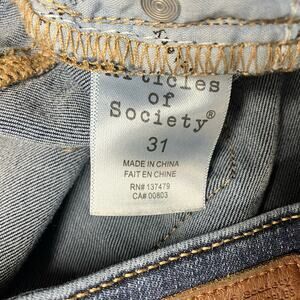 Articles
of
Society®
31
MADE IN CHINA
FAIT EN CHINE
RN# 137479
CA# 00803